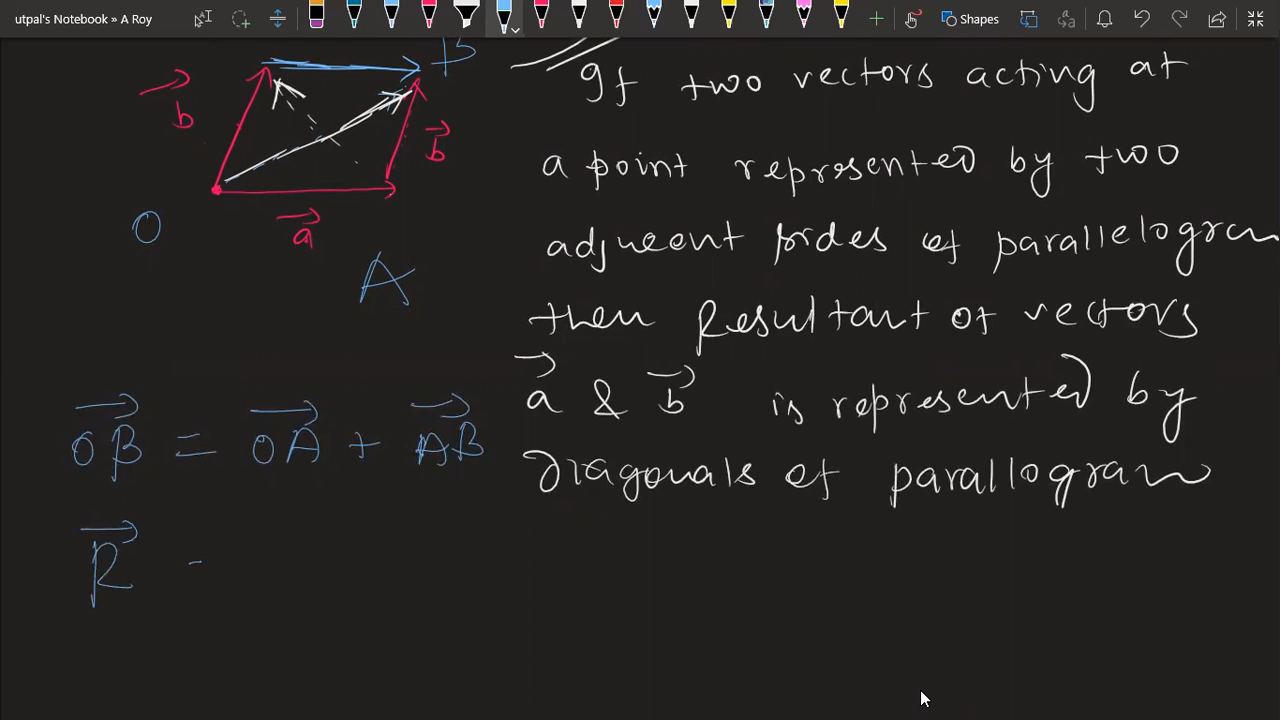 utpal's Notebook » A Roy
Shapes
B
b
b
a
O
A
If two vectors acting at
a point represented by two
adjucent sides of parallelogram
then Resultant of vectors
a & b is represented by
Diagonals of parallogram
OB = OA + AB
R -